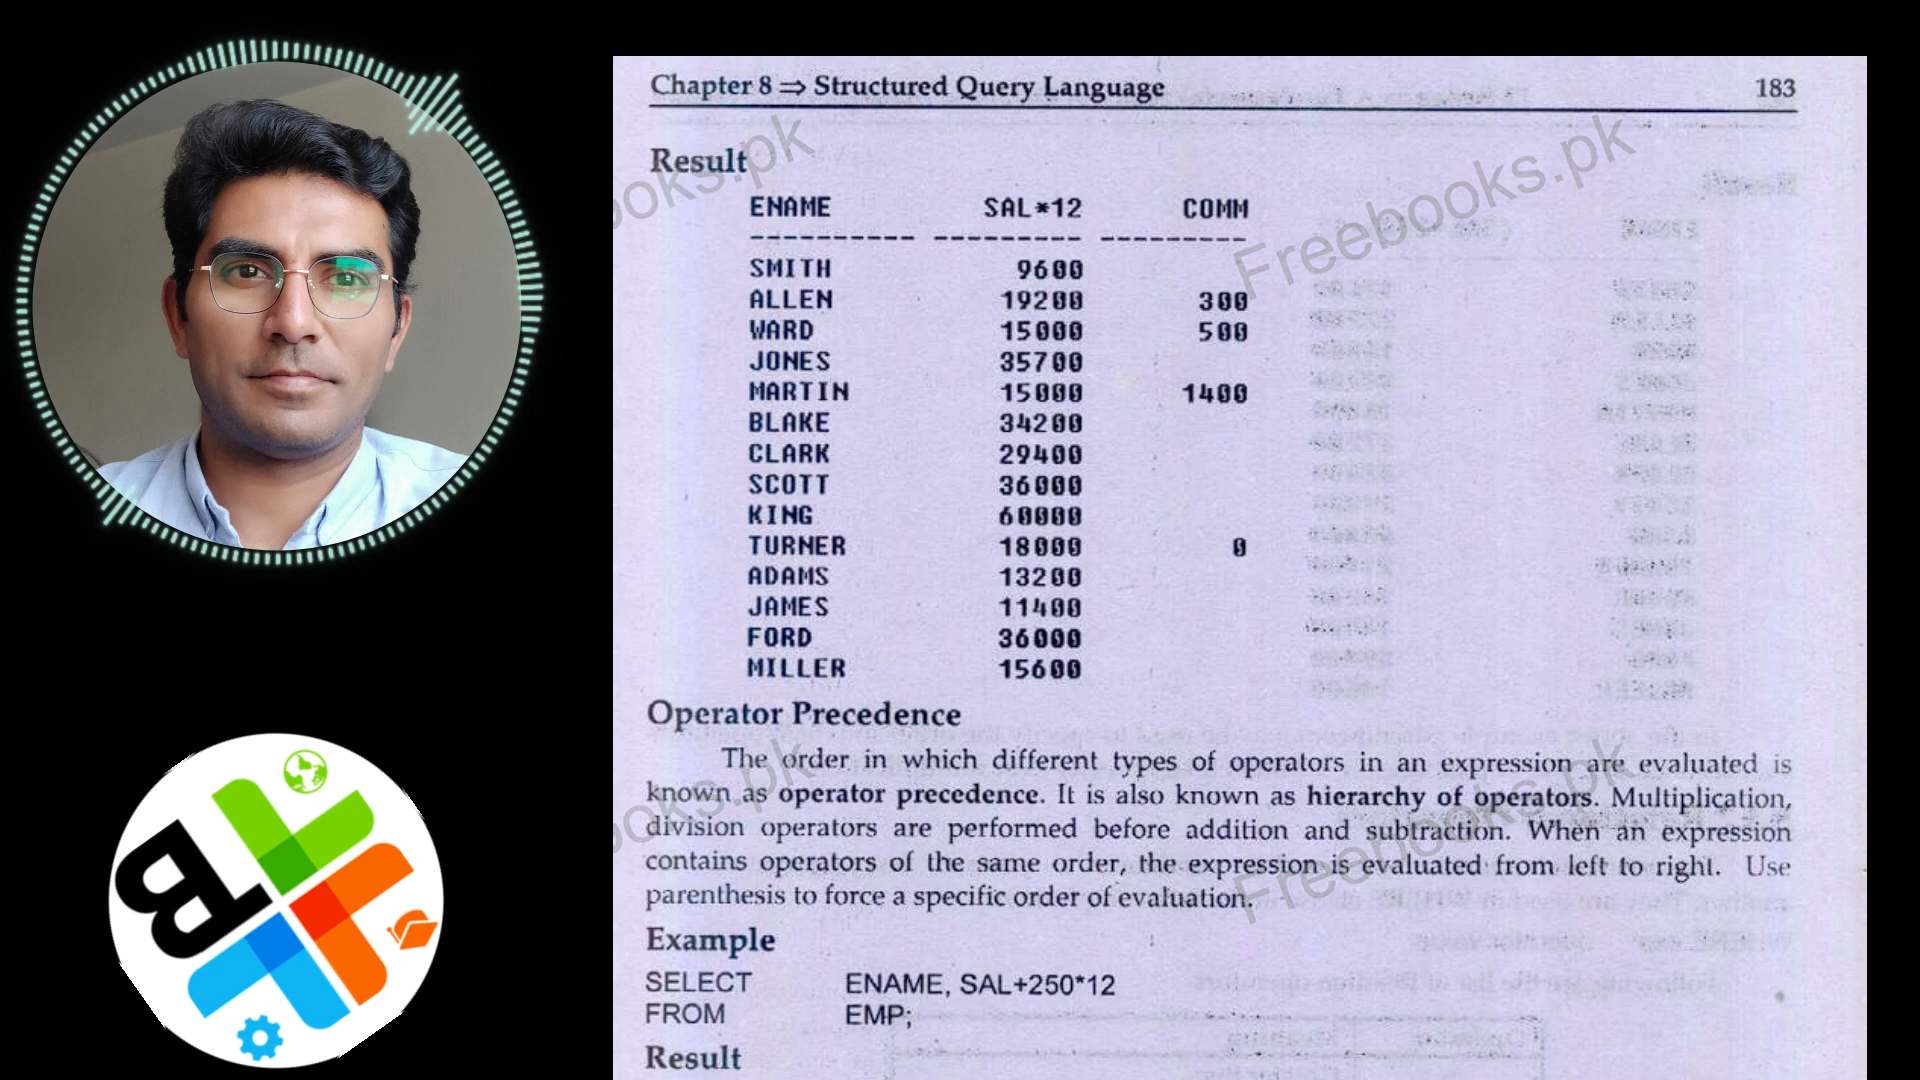 Chapter 8 ⇒ Structured Query Language 183
Result
ENAME SAL*12 COMM
---------- --------- ---------
SMITH 9600
ALLEN 19200 300
WARD 15000 500
JONES 35700
MARTIN 15000 1400
BLAKE 34200
CLARK 29400
SCOTT 36000
KING 60000
TURNER 18000 0
ADAMS 13200
JAMES 11400
FORD 36000
MILLER 15600
Operator Precedence
The order in which different types of operators in an expression are evaluated is
known as operator precedence. It is also known as hierarchy of operators. Multiplication,
division operators are performed before addition and subtraction. When an expression
contains operators of the same order, the expression is evaluated from left to right. Use
parenthesis to force a specific order of evaluation.
Example
SELECT ENAME, SAL+250*12
FROM EMP;
Result
ooks.pk
Freebooks.pk
ooks.pk
Freebooks.pk